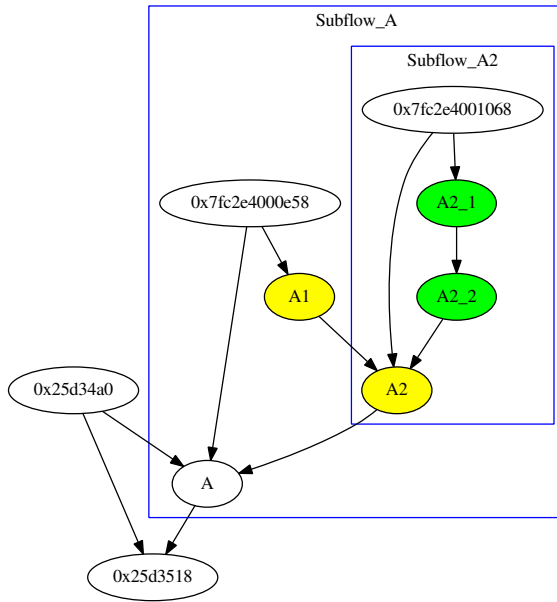 Subflow_A
Subflow_A2
0x7fc2e4001068
0x7fc2e4000e58
A2_1
A1
A2_2
0x25d34a0
A2
A
0x25d3518